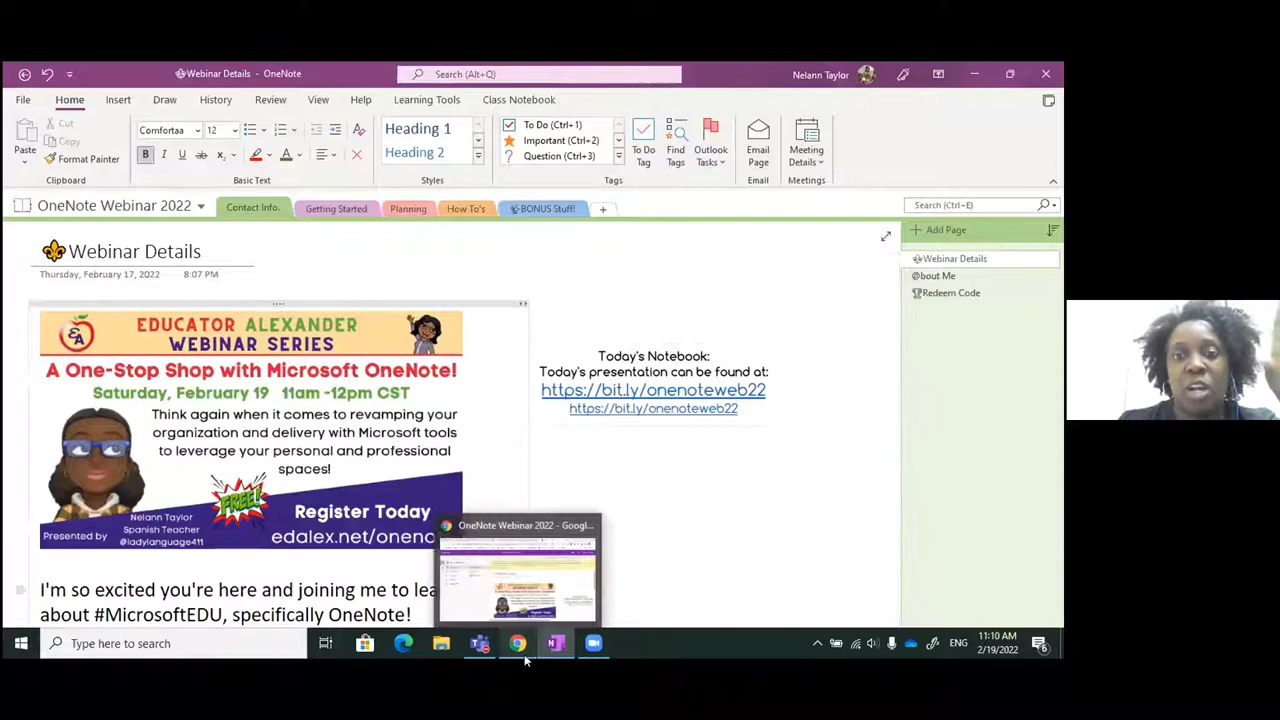 Webinar Details - OneNote
Search (Alt+Q)
Nelann Taylor
File Home Insert Draw History Review View Help Learning Tools Class Notebook
Paste
Cut
Copy
Format Painter
Clipboard
Comfortaa 12
B I U ab x₂ A
Basic Text
Heading 1
Heading 2
Styles
To Do (Ctrl+1)
Important (Ctrl+2)
? Question (Ctrl+3)
To Do
Tag
Find
Tags
Outlook
Tasks
Tags
Email
Page
Email
Meeting
Details
Meetings
OneNote Webinar 2022
Contact Info. Getting Started Planning How To's BONUS Stuff! +
Search (Ctrl+E)
Add Page
Webinar Details
@bout Me
Redeem Code
Webinar Details
Thursday, February 17, 2022 8:07 PM
EA
EDUCATOR ALEXANDER
WEBINAR SERIES
A One-Stop Shop with Microsoft OneNote!
Saturday, February 19 11am -12pm CST
Think again when it comes to revamping your
organization and delivery with Microsoft tools
to leverage your personal and professional
spaces!
FREE!
Register Today
edalex.net/oneno
Presented by
Nelann Taylor
Spanish Teacher
@ladylanguage411
Today's Notebook:
Today's presentation can be found at:
https://bit.ly/onenoteweb22
https://bit.ly/onenoteweb22
OneNote Webinar 2022 - Googl...
I'm so excited you're here and joining me to lea
about #MicrosoftEDU, specifically OneNote!
Type here to search
ENG
11:10 AM
2/19/2022
6